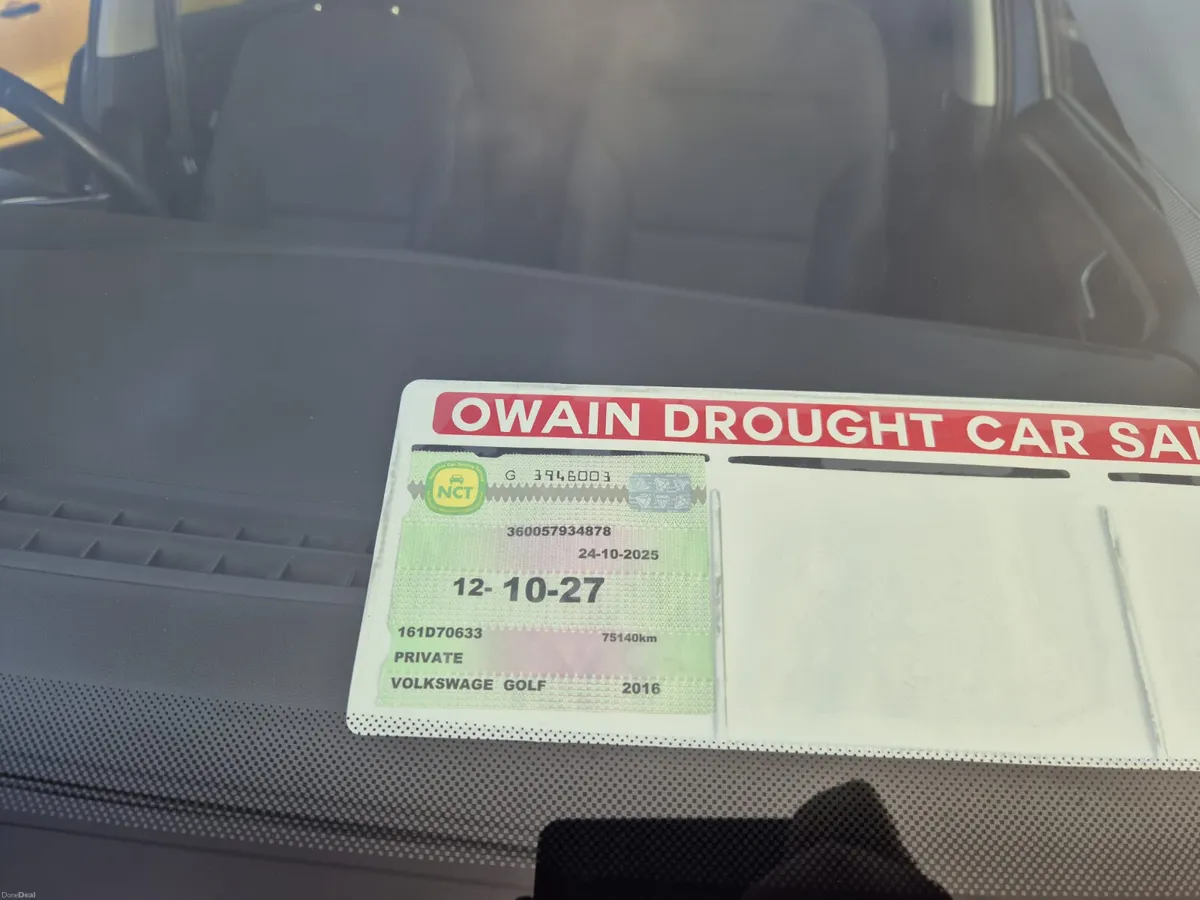 OWAIN DROUGHT CAR SAL
NCT
G 3946003
360057934878
24-10-2025
12- 10-27
161D70633 75140km
PRIVATE
VOLKSWAGE GOLF 2016
DoneDeal